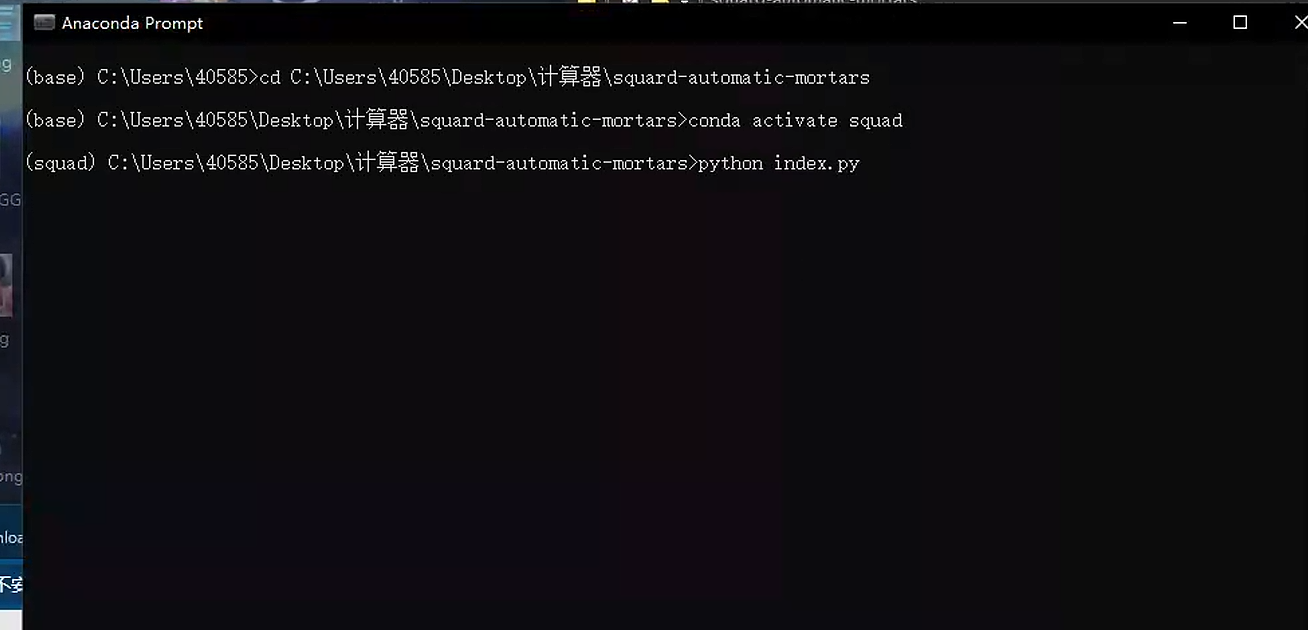 Anaconda Prompt
(base) C:\Users\40585>cd C:\Users\40585\Desktop\计算器\squard-automatic-mortars
(base) C:\Users\40585\Desktop\计算器\squard-automatic-mortars>conda activate squad
(squad) C:\Users\40585\Desktop\计算器\squard-automatic-mortars>python index.py
GG